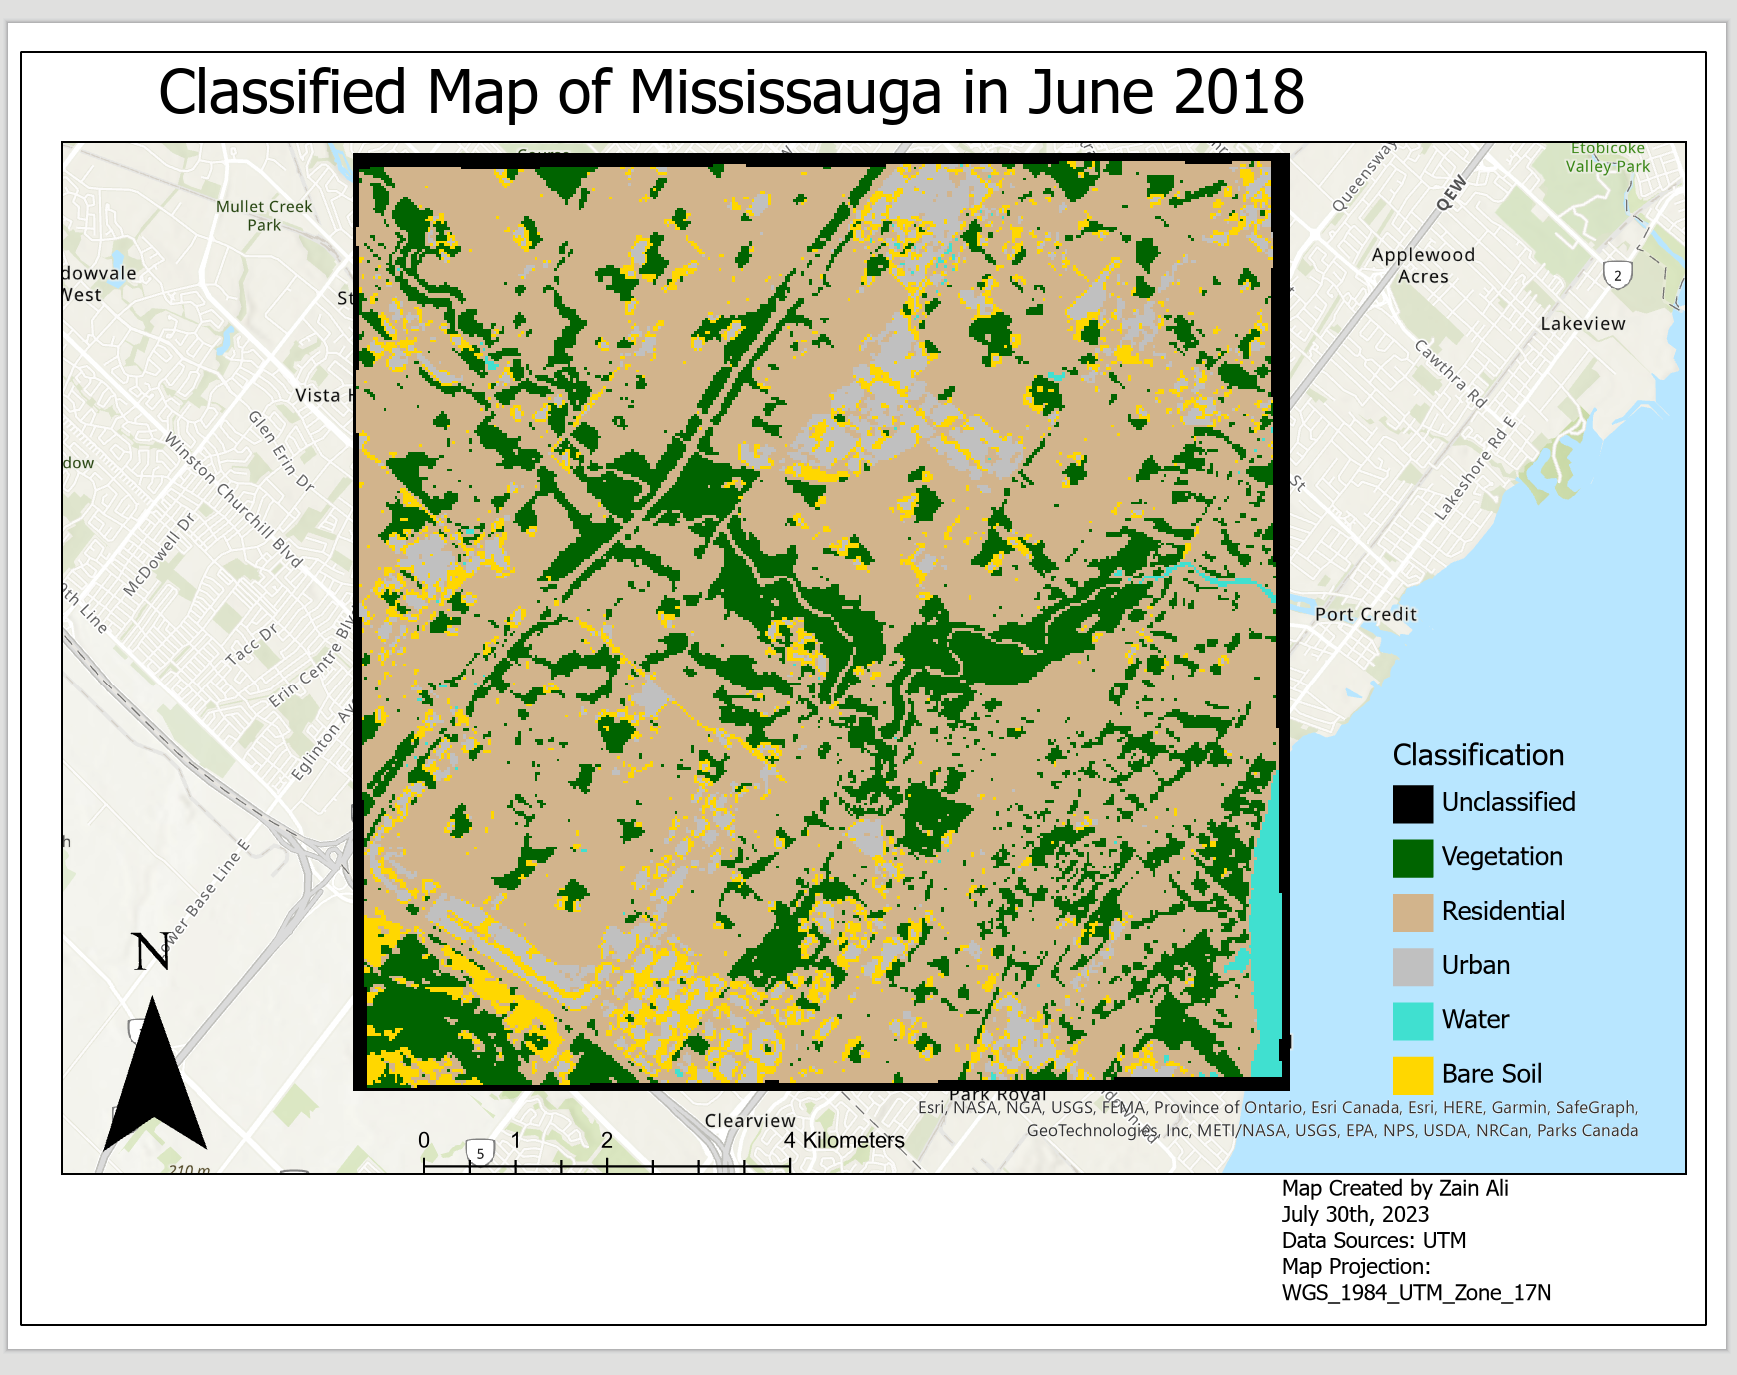 Classified Map of Mississauga in June 2018
Etobicoke
Valley Park
Queensway
QEW
Mullet Creek
Park
Applewood
Acres
2
dowvale
West
St
Lakeview
Cawthra Rd
Vista H
Glen Erin Dr
Lakeshore Rd E
dow
Winston Churchill Blvd
St
McDowell Dr
Port Credit
Tacc Dr
Erin Centre Blv
Eglinton Av
Lower Base Line E
h
N
Classification
Unclassified
Vegetation
Residential
Urban
Water
Bare Soil
Park Royal
Clearview
Esri, NASA, NGA, USGS, FEMA, Province of Ontario, Esri Canada, Esri, HERE, Garmin, SafeGraph,
GeoTechnologies, Inc, METI/NASA, USGS, EPA, NPS, USDA, NRCan, Parks Canada
0 1 2 4 Kilometers
5
210 m
Map Created by Zain Ali
July 30th, 2023
Data Sources: UTM
Map Projection:
WGS_1984_UTM_Zone_17N